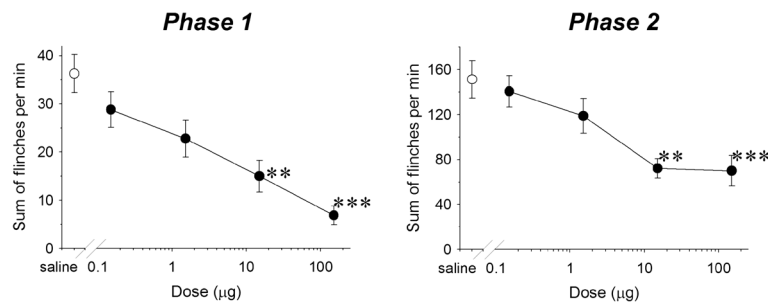 Phase 1
Sum of flinches per min
40
30
20
10
0
**
***
saline
0.1
1
10
100
Dose (μg)
Phase 2
Sum of flinches per min
160
120
80
40
0
**
***
saline
0.1
1
10
100
Dose (μg)